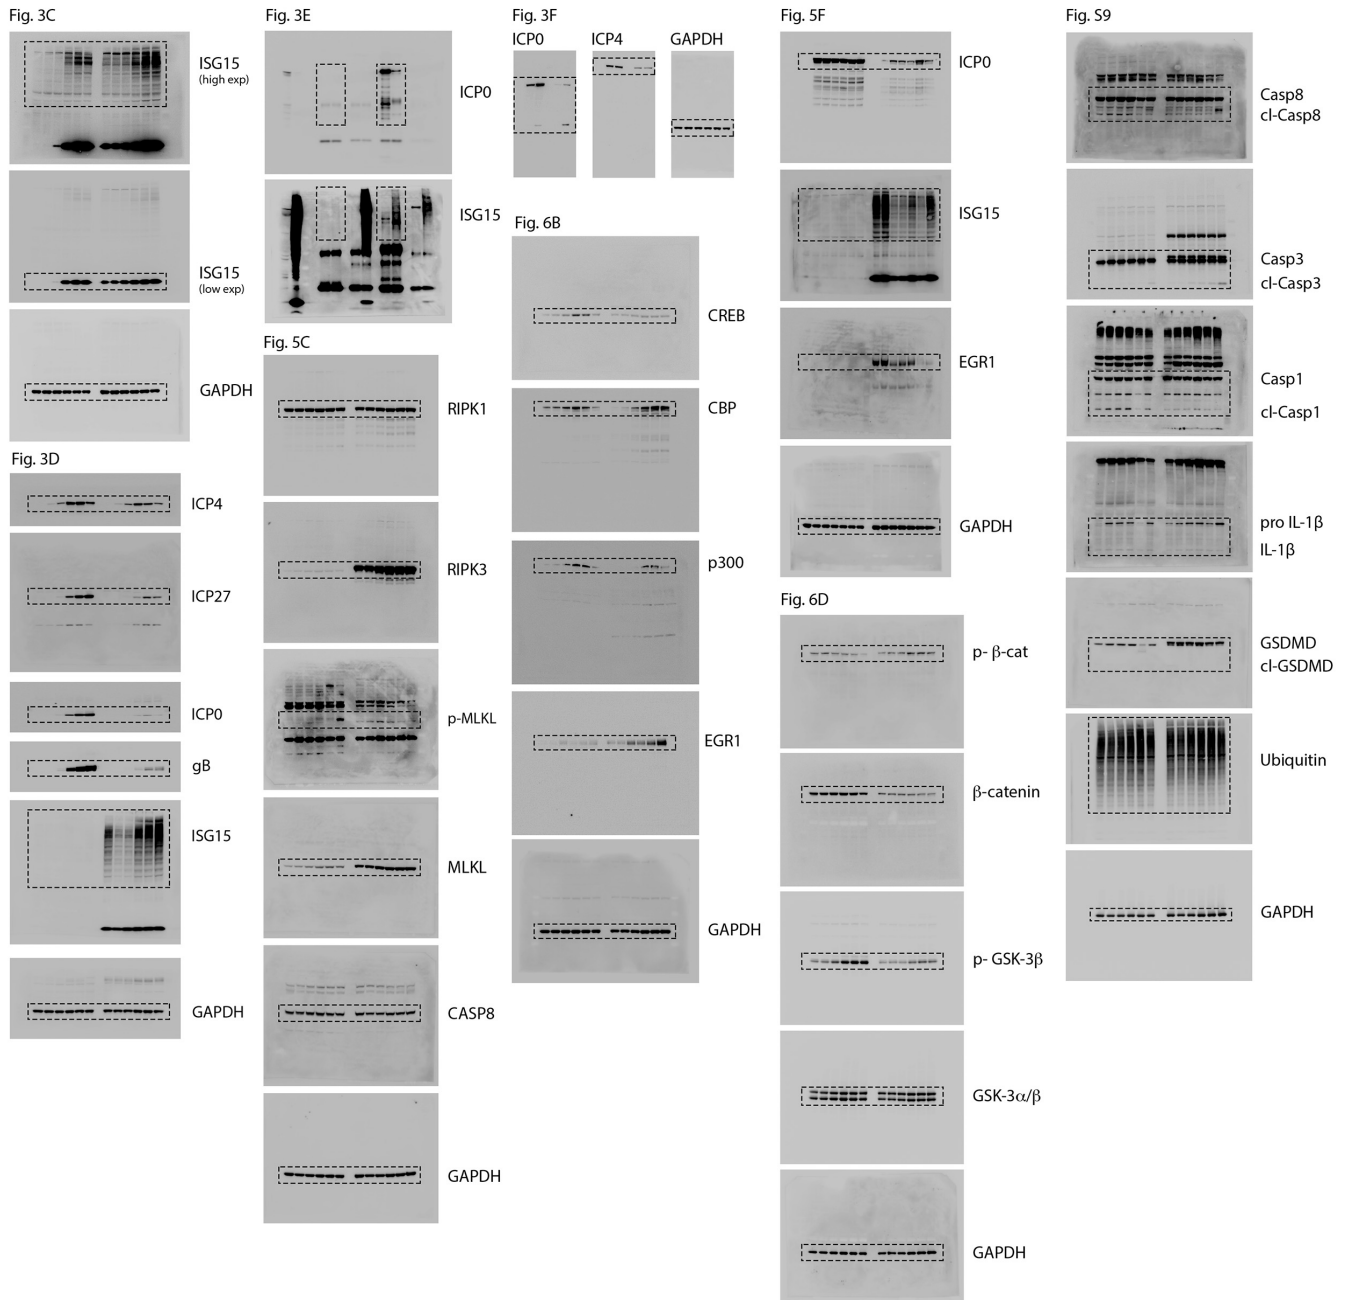 Fig. 3C
ISG15
(high exp)
ISG15
(low exp)
GAPDH
Fig. 3D
ICP4
ICP27
ICP0
gB
ISG15
GAPDH
Fig. 3E
ICP0
ISG15
Fig. 5C
RIPK1
RIPK3
p-MLKL
MLKL
CASP8
GAPDH
Fig. 3F
ICP0 ICP4 GAPDH
Fig. 6B
CREB
CBP
p300
EGR1
GAPDH
Fig. 5F
ICP0
ISG15
EGR1
GAPDH
Fig. 6D
p- β-cat
β-catenin
p- GSK-3β
GSK-3α/β
GAPDH
Fig. S9
Casp8
cl-Casp8
Casp3
cl-Casp3
Casp1
cl-Casp1
pro IL-1β
IL-1β
GSDMD
cl-GSDMD
Ubiquitin
GAPDH